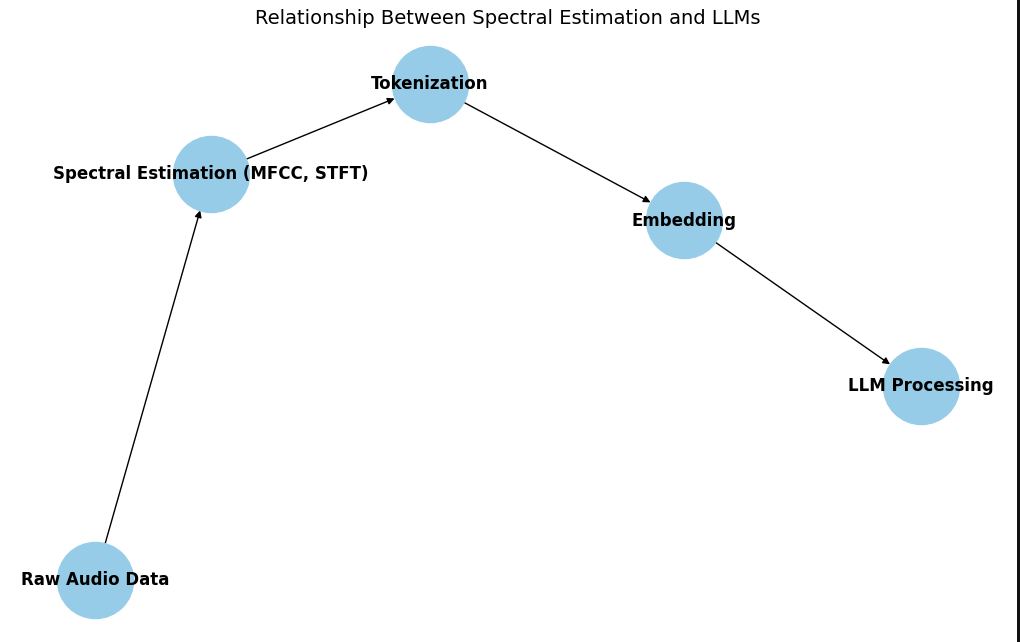 Relationship Between Spectral Estimation and LLMs
Tokenization
Spectral Estimation (MFCC, STFT)
Embedding
LLM Processing
Raw Audio Data